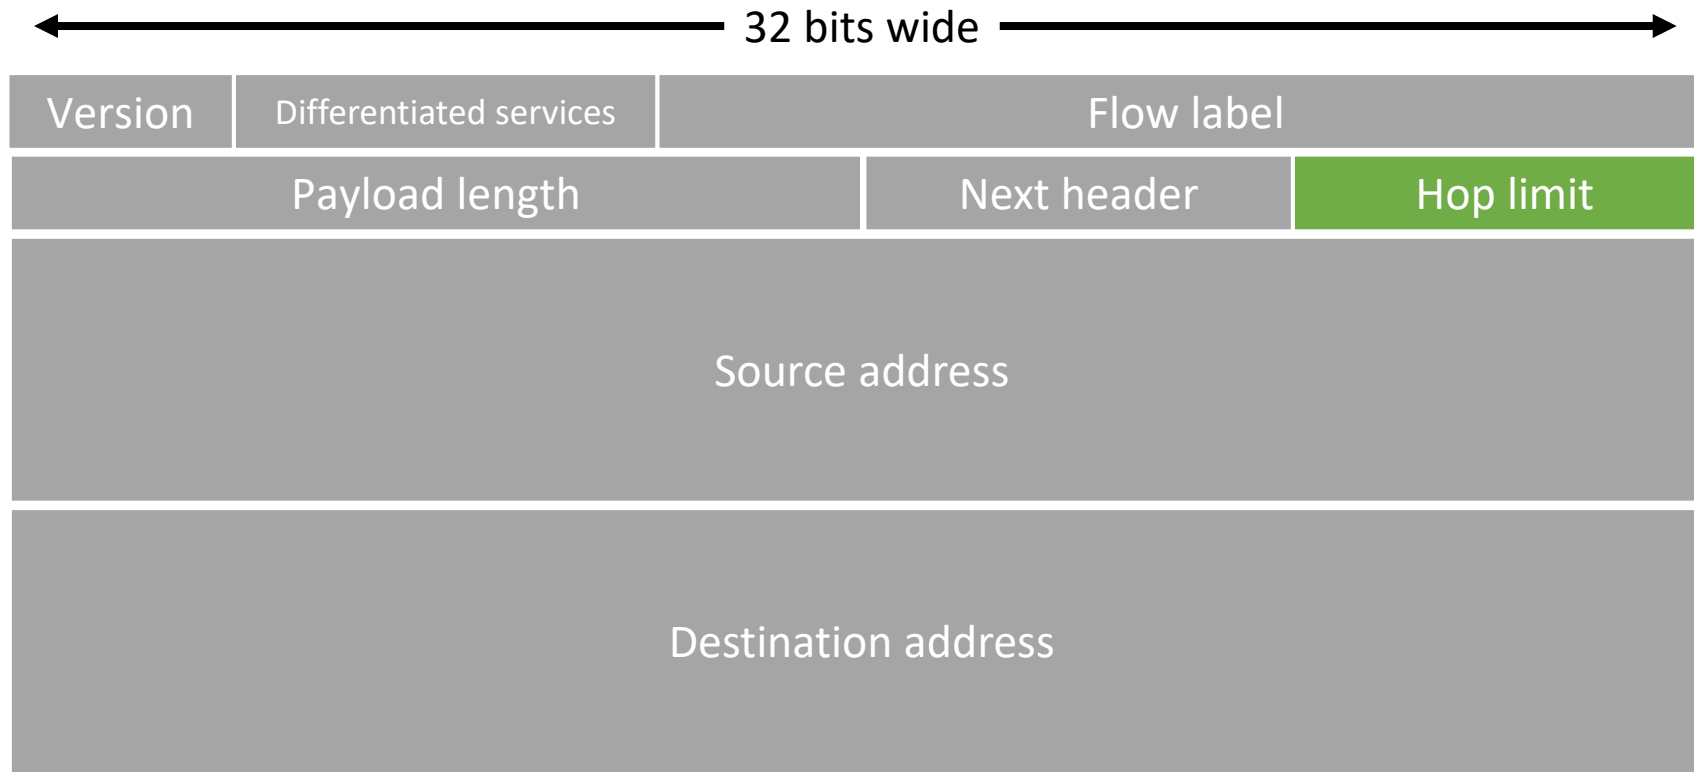 32 bits wide
Version Differentiated services Flow label
Payload length Next header Hop limit
Source address
Destination address